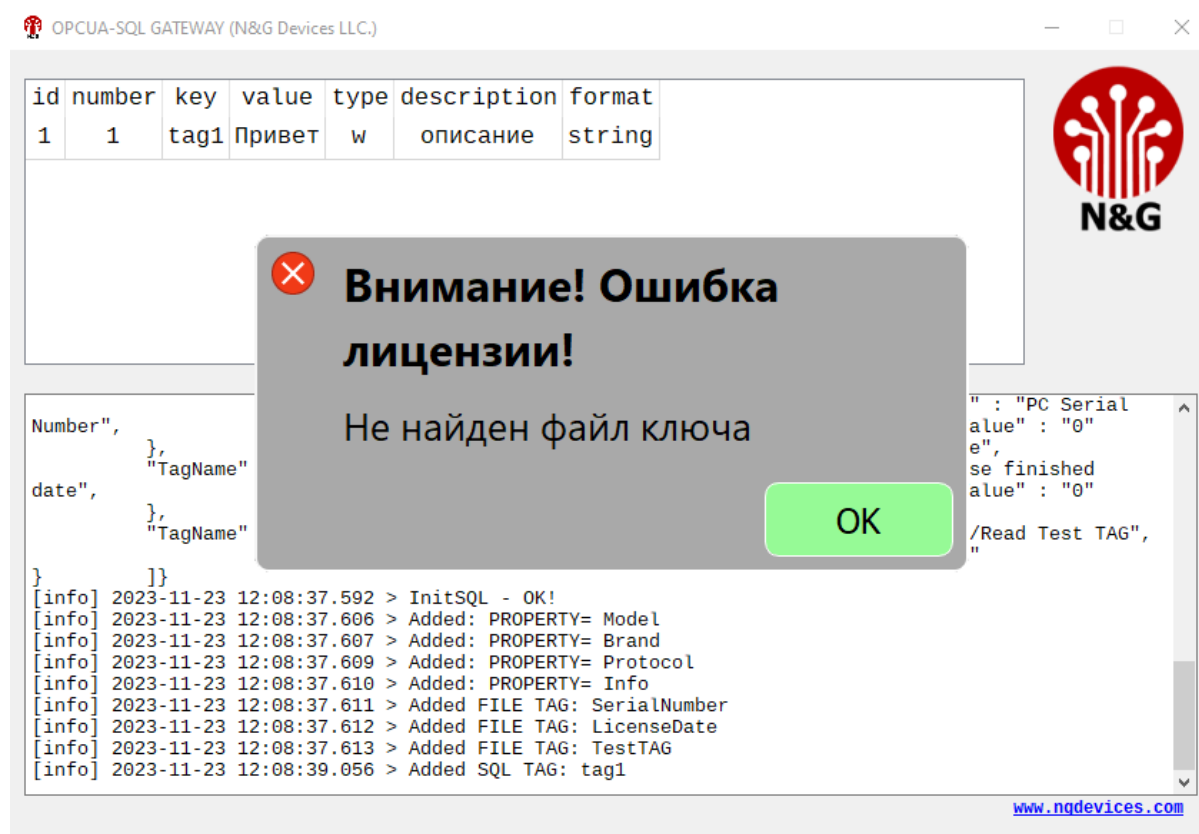 OPCUA-SQL GATEWAY (N&G Devices LLC.)
id number key value type description format
1 1 tag1 Привет w описание string
N&G
Внимание! Ошибка
лицензии!
Не найден файл ключа
OK
" : "PC Serial
Number", alue" : "0"
}, e",
"TagName" se finished
date", alue" : "0"
},
"TagName" /Read Test TAG",
"
} ]}
[info] 2023-11-23 12:08:37.592 > InitSQL - OK!
[info] 2023-11-23 12:08:37.606 > Added: PROPERTY= Model
[info] 2023-11-23 12:08:37.607 > Added: PROPERTY= Brand
[info] 2023-11-23 12:08:37.609 > Added: PROPERTY= Protocol
[info] 2023-11-23 12:08:37.610 > Added: PROPERTY= Info
[info] 2023-11-23 12:08:37.611 > Added FILE TAG: SerialNumber
[info] 2023-11-23 12:08:37.612 > Added FILE TAG: LicenseDate
[info] 2023-11-23 12:08:37.613 > Added FILE TAG: TestTAG
[info] 2023-11-23 12:08:39.056 > Added SQL TAG: tag1
www.ngdevices.com